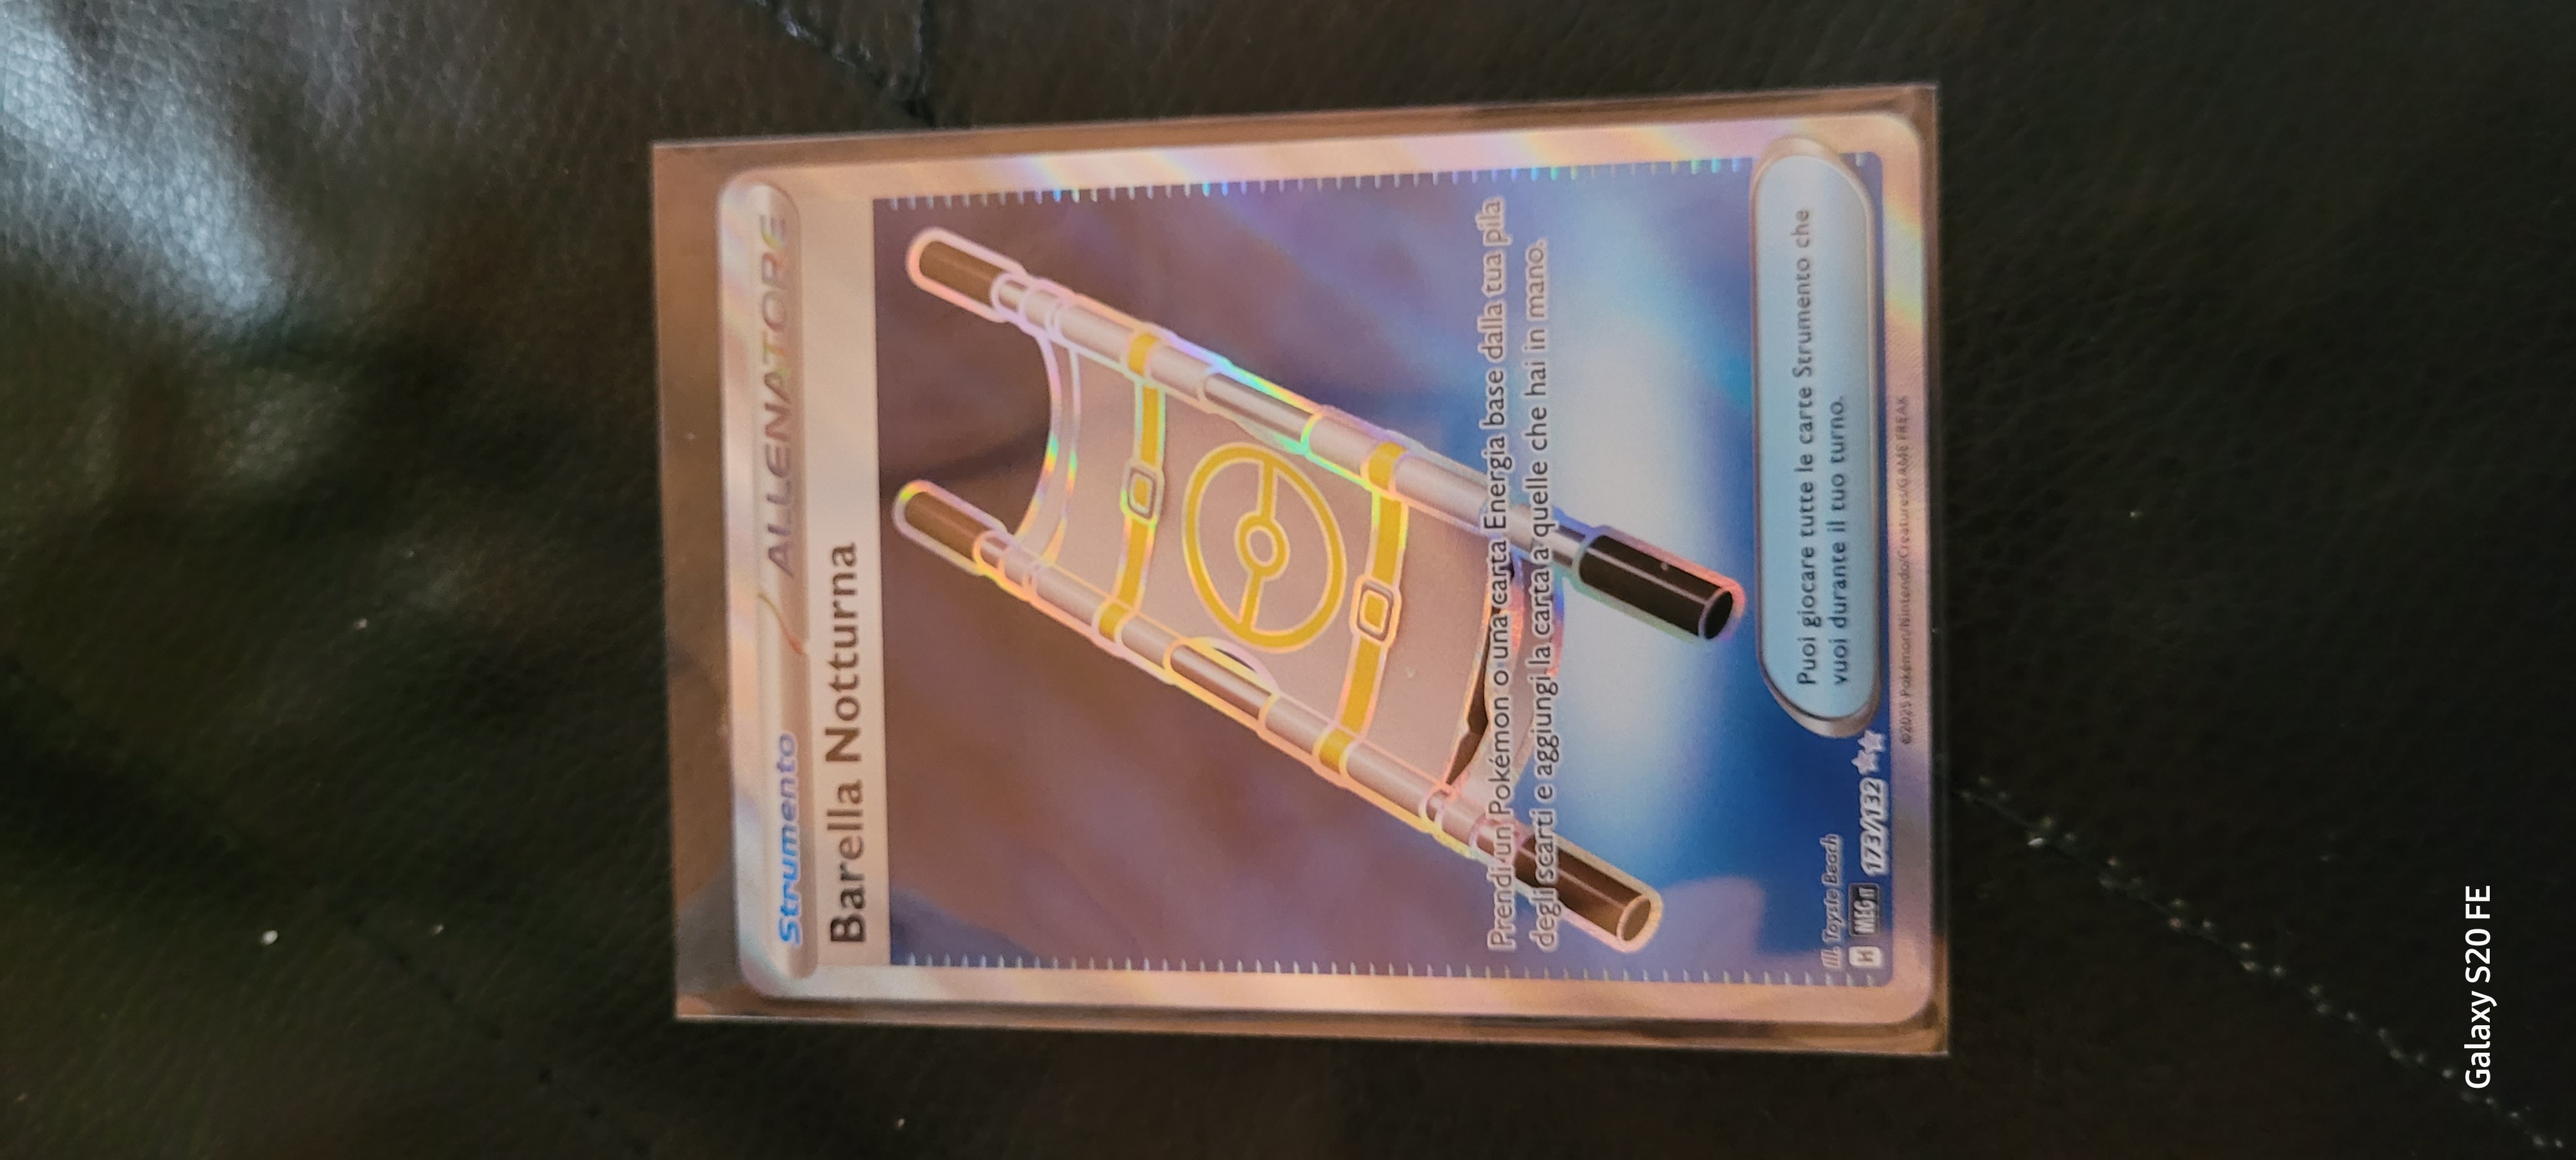 Strumento ALLENATORE
Barella Notturna
Prendi un Pokémon o una carta Energia base dalla tua pila
degli scarti e aggiungi la carta a quelle che hai in mano.
Puoi giocare tutte le carte Strumento che
vuoi durante il tuo turno.
Ill. Toyste Beach
H MEG IT 173/132
©2025 Pokémon/Nintendo/Creatures/GAME FREAK
Galaxy S20 FE